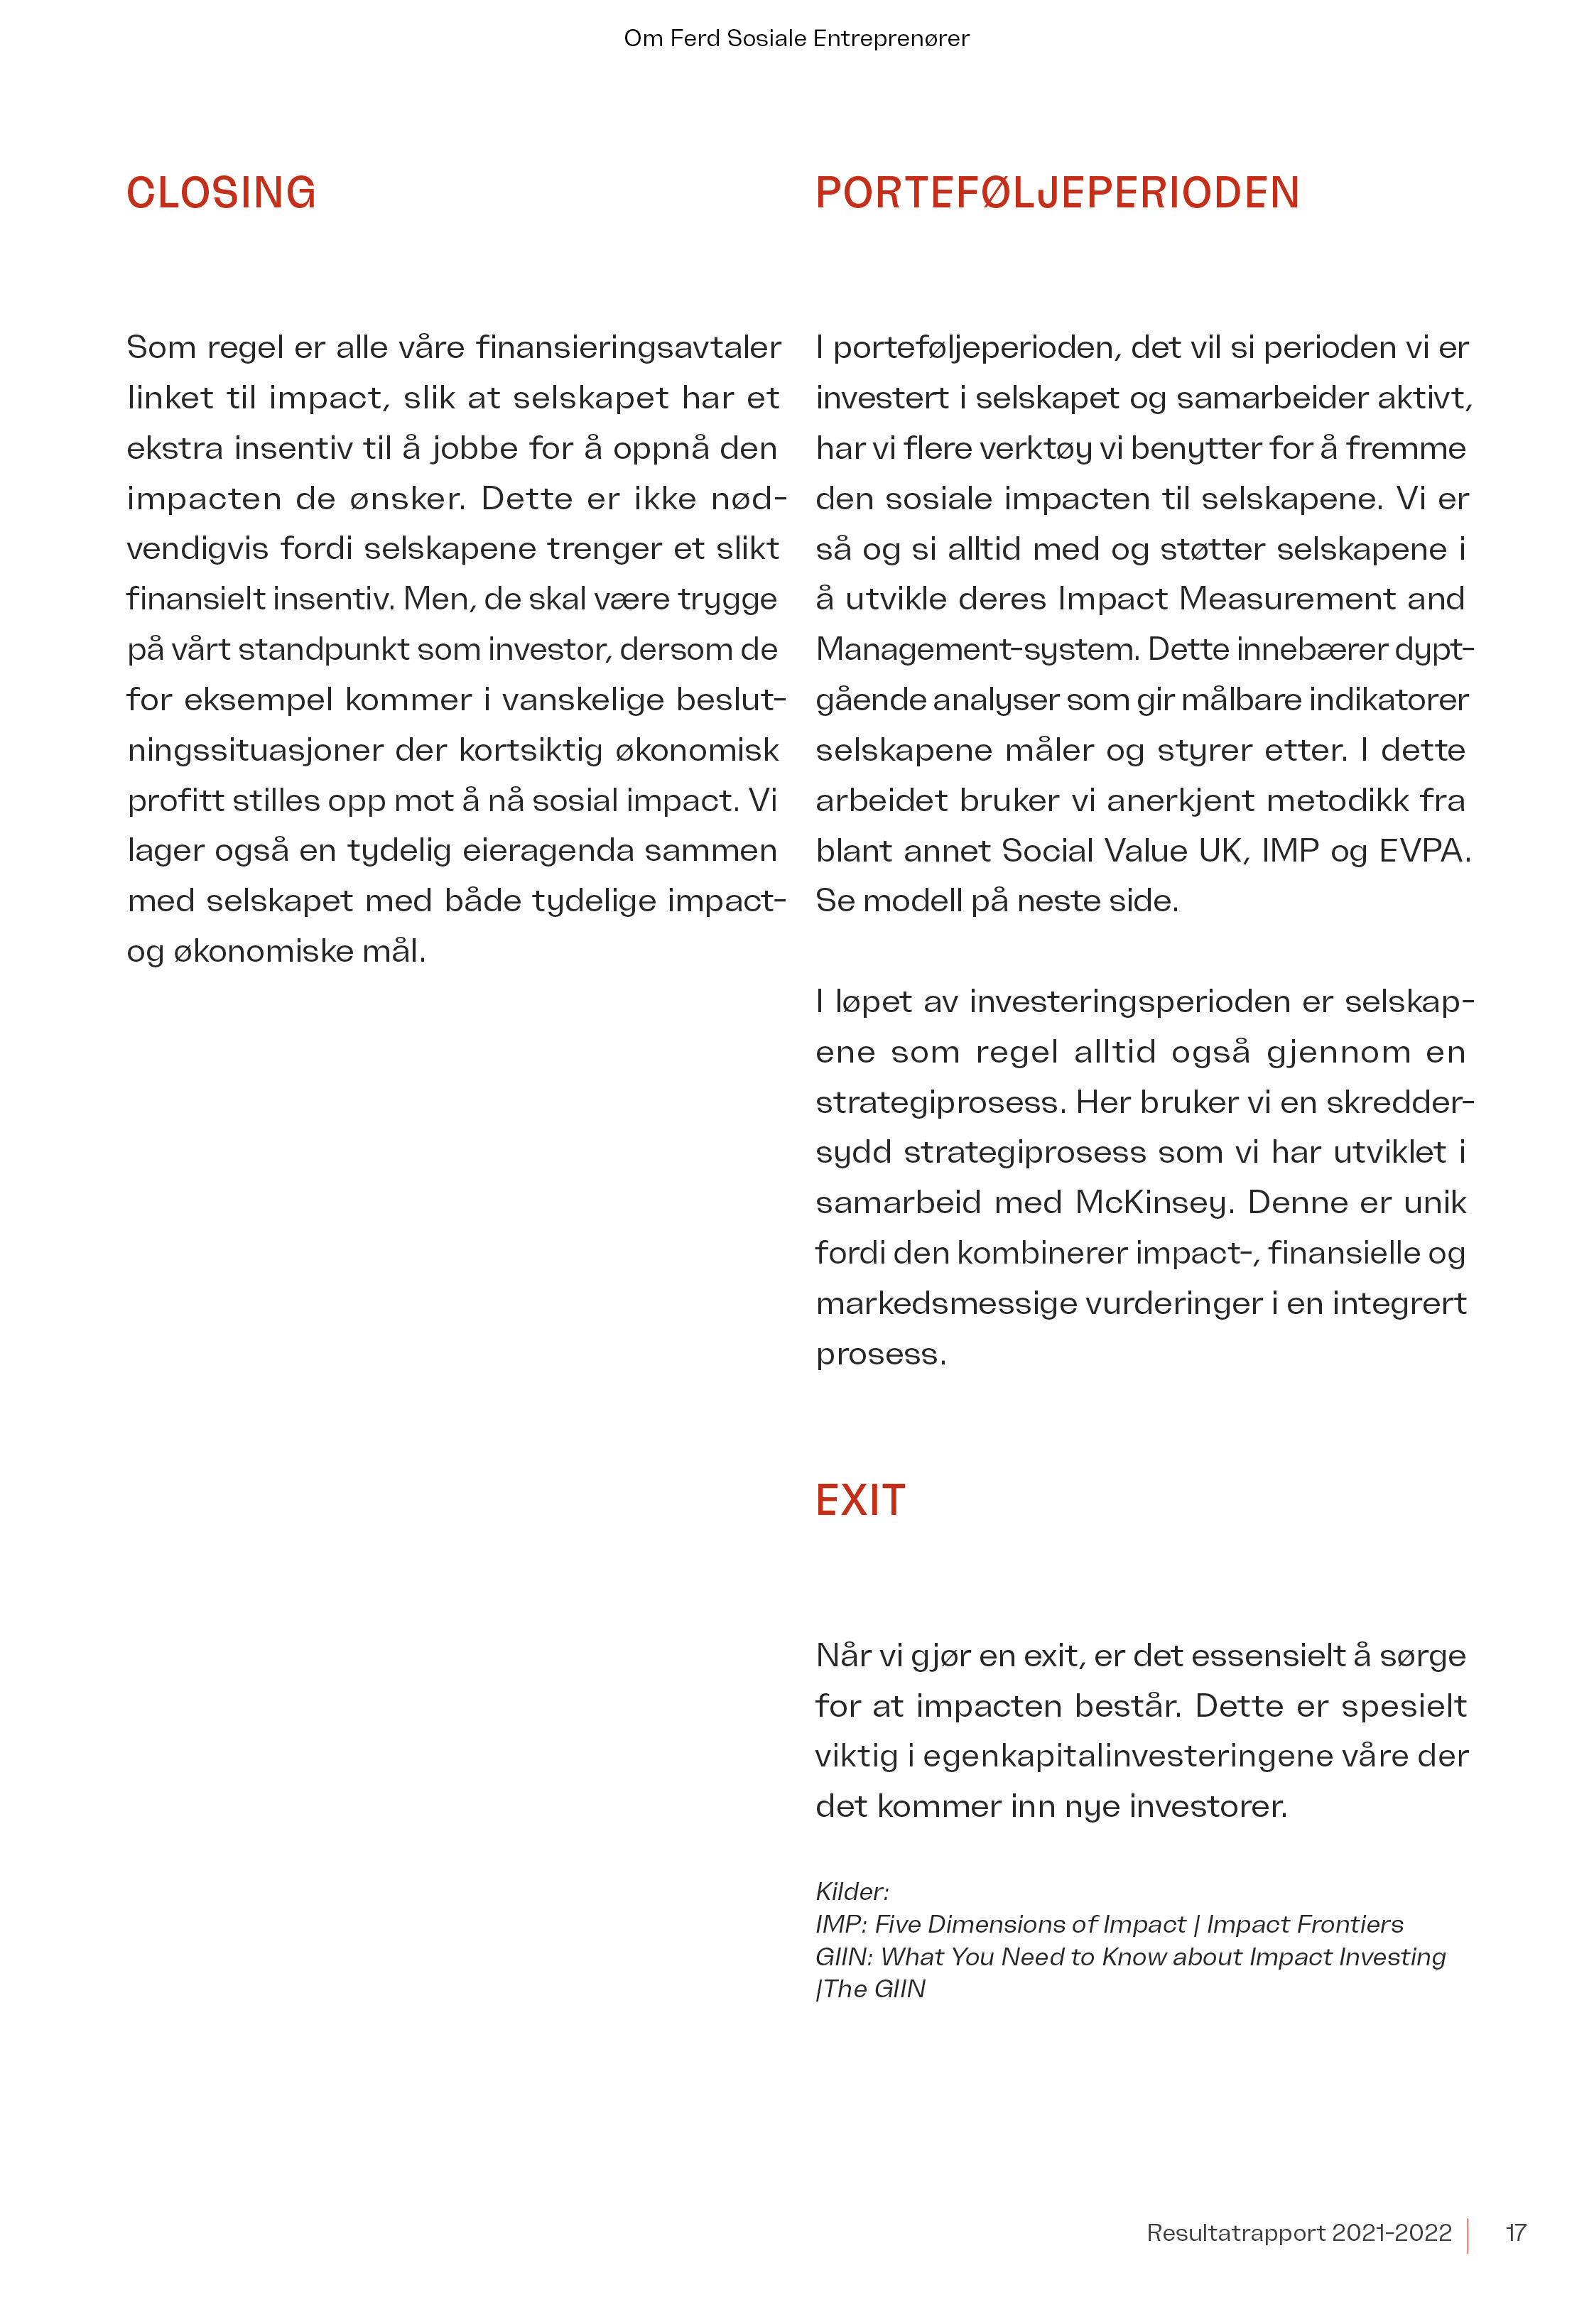 Om Ferd Sosiale Entreprenører
CLOSING
Som regel er alle våre finansieringsavtaler
linket til impact, slik at selskapet har et
ekstra insentiv til å jobbe for å oppnå den
impacten de ønsker. Dette er ikke nød-
vendigvis fordi selskapene trenger et slikt
finansielt insentiv. Men, de skal være trygge
på vårt standpunkt som investor, dersom de
for eksempel kommer i vanskelige beslut-
ningssituasjoner der kortsiktig økonomisk
profitt stilles opp mot å nå sosial impact. Vi
lager også en tydelig eieragenda sammen
med selskapet med både tydelige impact-
og økonomiske mål.
PORTEFØLJEPERIODEN
I porteføljeperioden, det vil si perioden vi er
investert i selskapet og samarbeider aktivt,
har vi flere verktøy vi benytter for å fremme
den sosiale impacten til selskapene. Vi er
så og si alltid med og støtter selskapene i
å utvikle deres Impact Measurement and
Management-system. Dette innebærer dypt-
gående analyser som gir målbare indikatorer
selskapene måler og styrer etter. I dette
arbeidet bruker vi anerkjent metodikk fra
blant annet Social Value UK, IMP og EVPA.
Se modell på neste side.
I løpet av investeringsperioden er selskap-
ene som regel alltid også gjennom en
strategiprosess. Her bruker vi en skredder-
sydd strategiprosess som vi har utviklet i
samarbeid med McKinsey. Denne er unik
fordi den kombinerer impact-, finansielle og
markedsmessige vurderinger i en integrert
prosess.
EXIT
Når vi gjør en exit, er det essensielt å sørge
for at impacten består. Dette er spesielt
viktig i egenkapitalinvesteringene våre der
det kommer inn nye investorer.
Kilder:
IMP: Five Dimensions of Impact | Impact Frontiers
GIIN: What You Need to Know about Impact Investing
|The GIIN
Resultatrapport 2021-2022 17